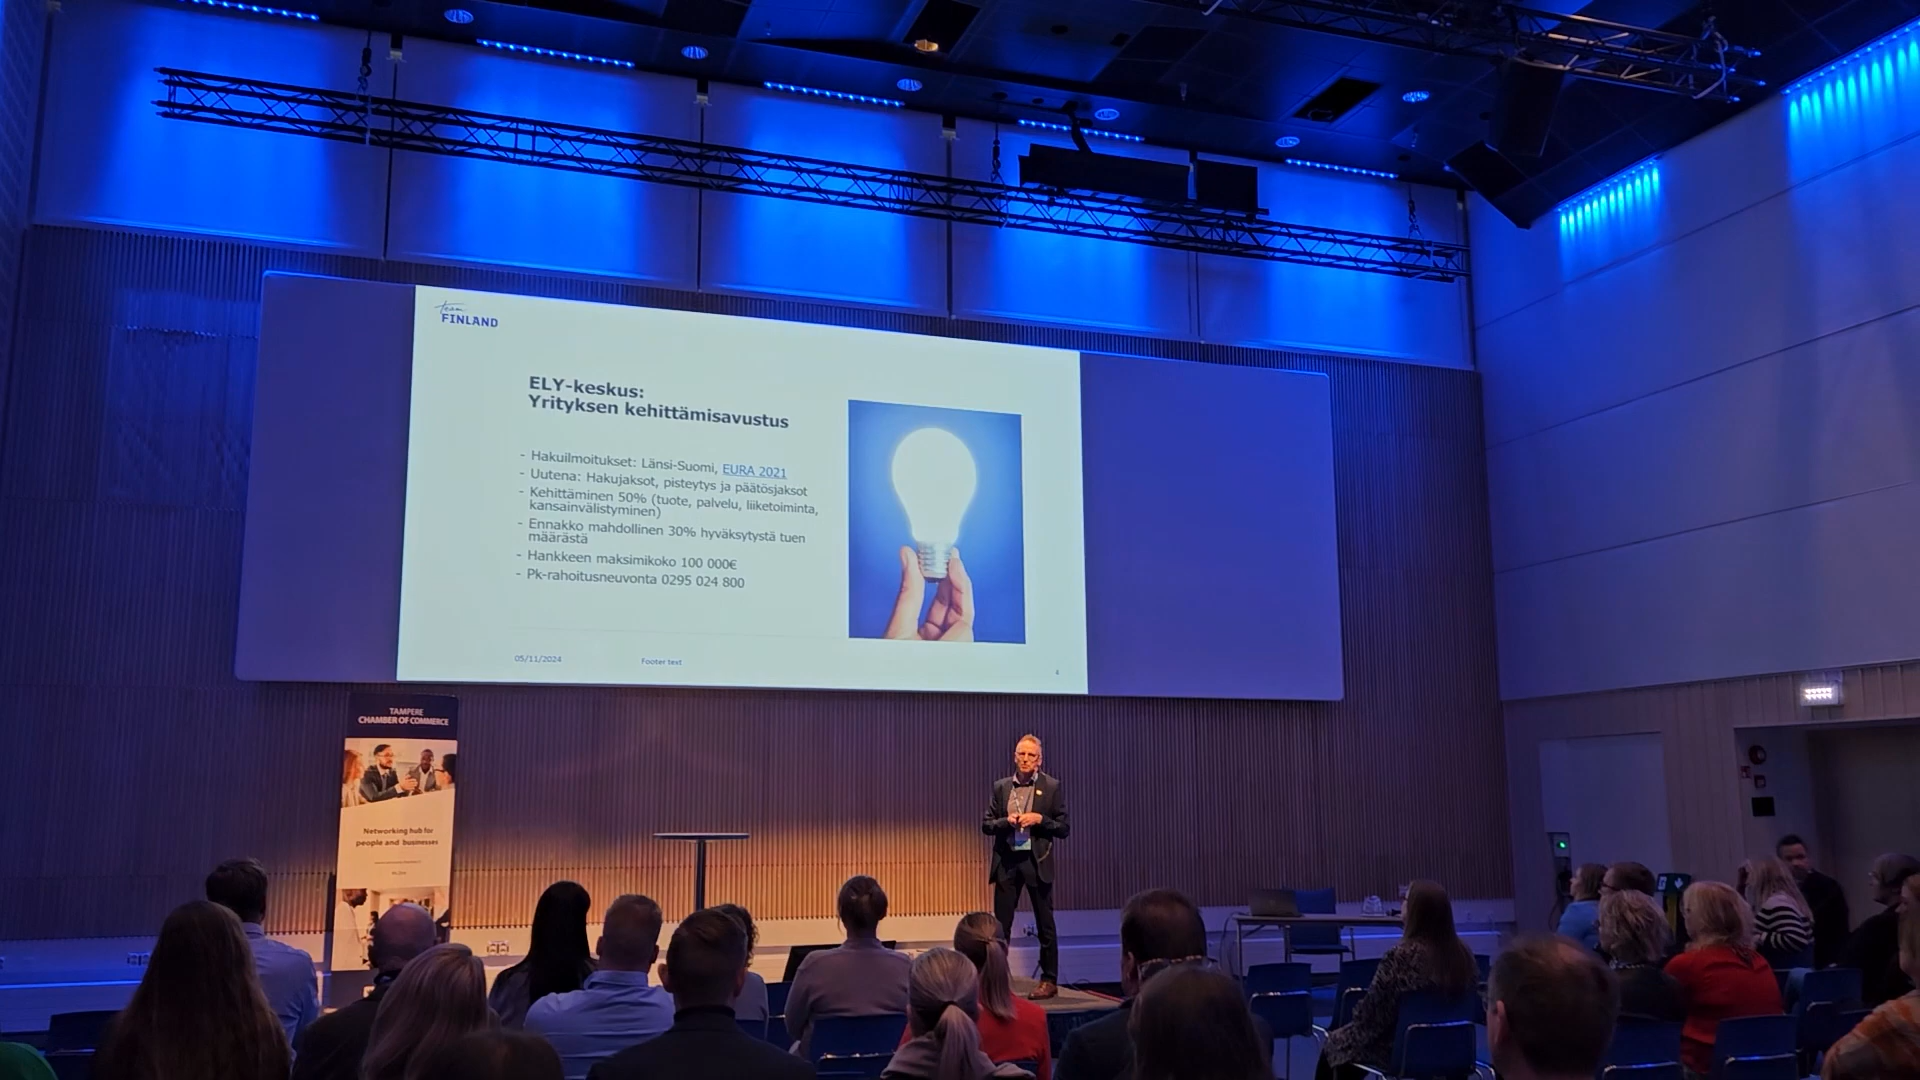 team
FINLAND
ELY-keskus:
Yrityksen kehittämisavustus
- Hakuilmoitukset: Länsi-Suomi, EURA 2021
- Uutena: Hakujaksot, pisteytys ja päätösjaksot
- Kehittäminen 50% (tuote, palvelu, liiketoiminta,
kansainvälistyminen)
- Ennakko mahdollinen 30% hyväksytystä tuen
määrästä
- Hankkeen maksimikoko 100 000€
- Pk-rahoitusneuvonta 0295 024 800
05/11/2024
Footer text
TAMPERE
CHAMBER OF COMMERCE
Networking hub for
people and businesses